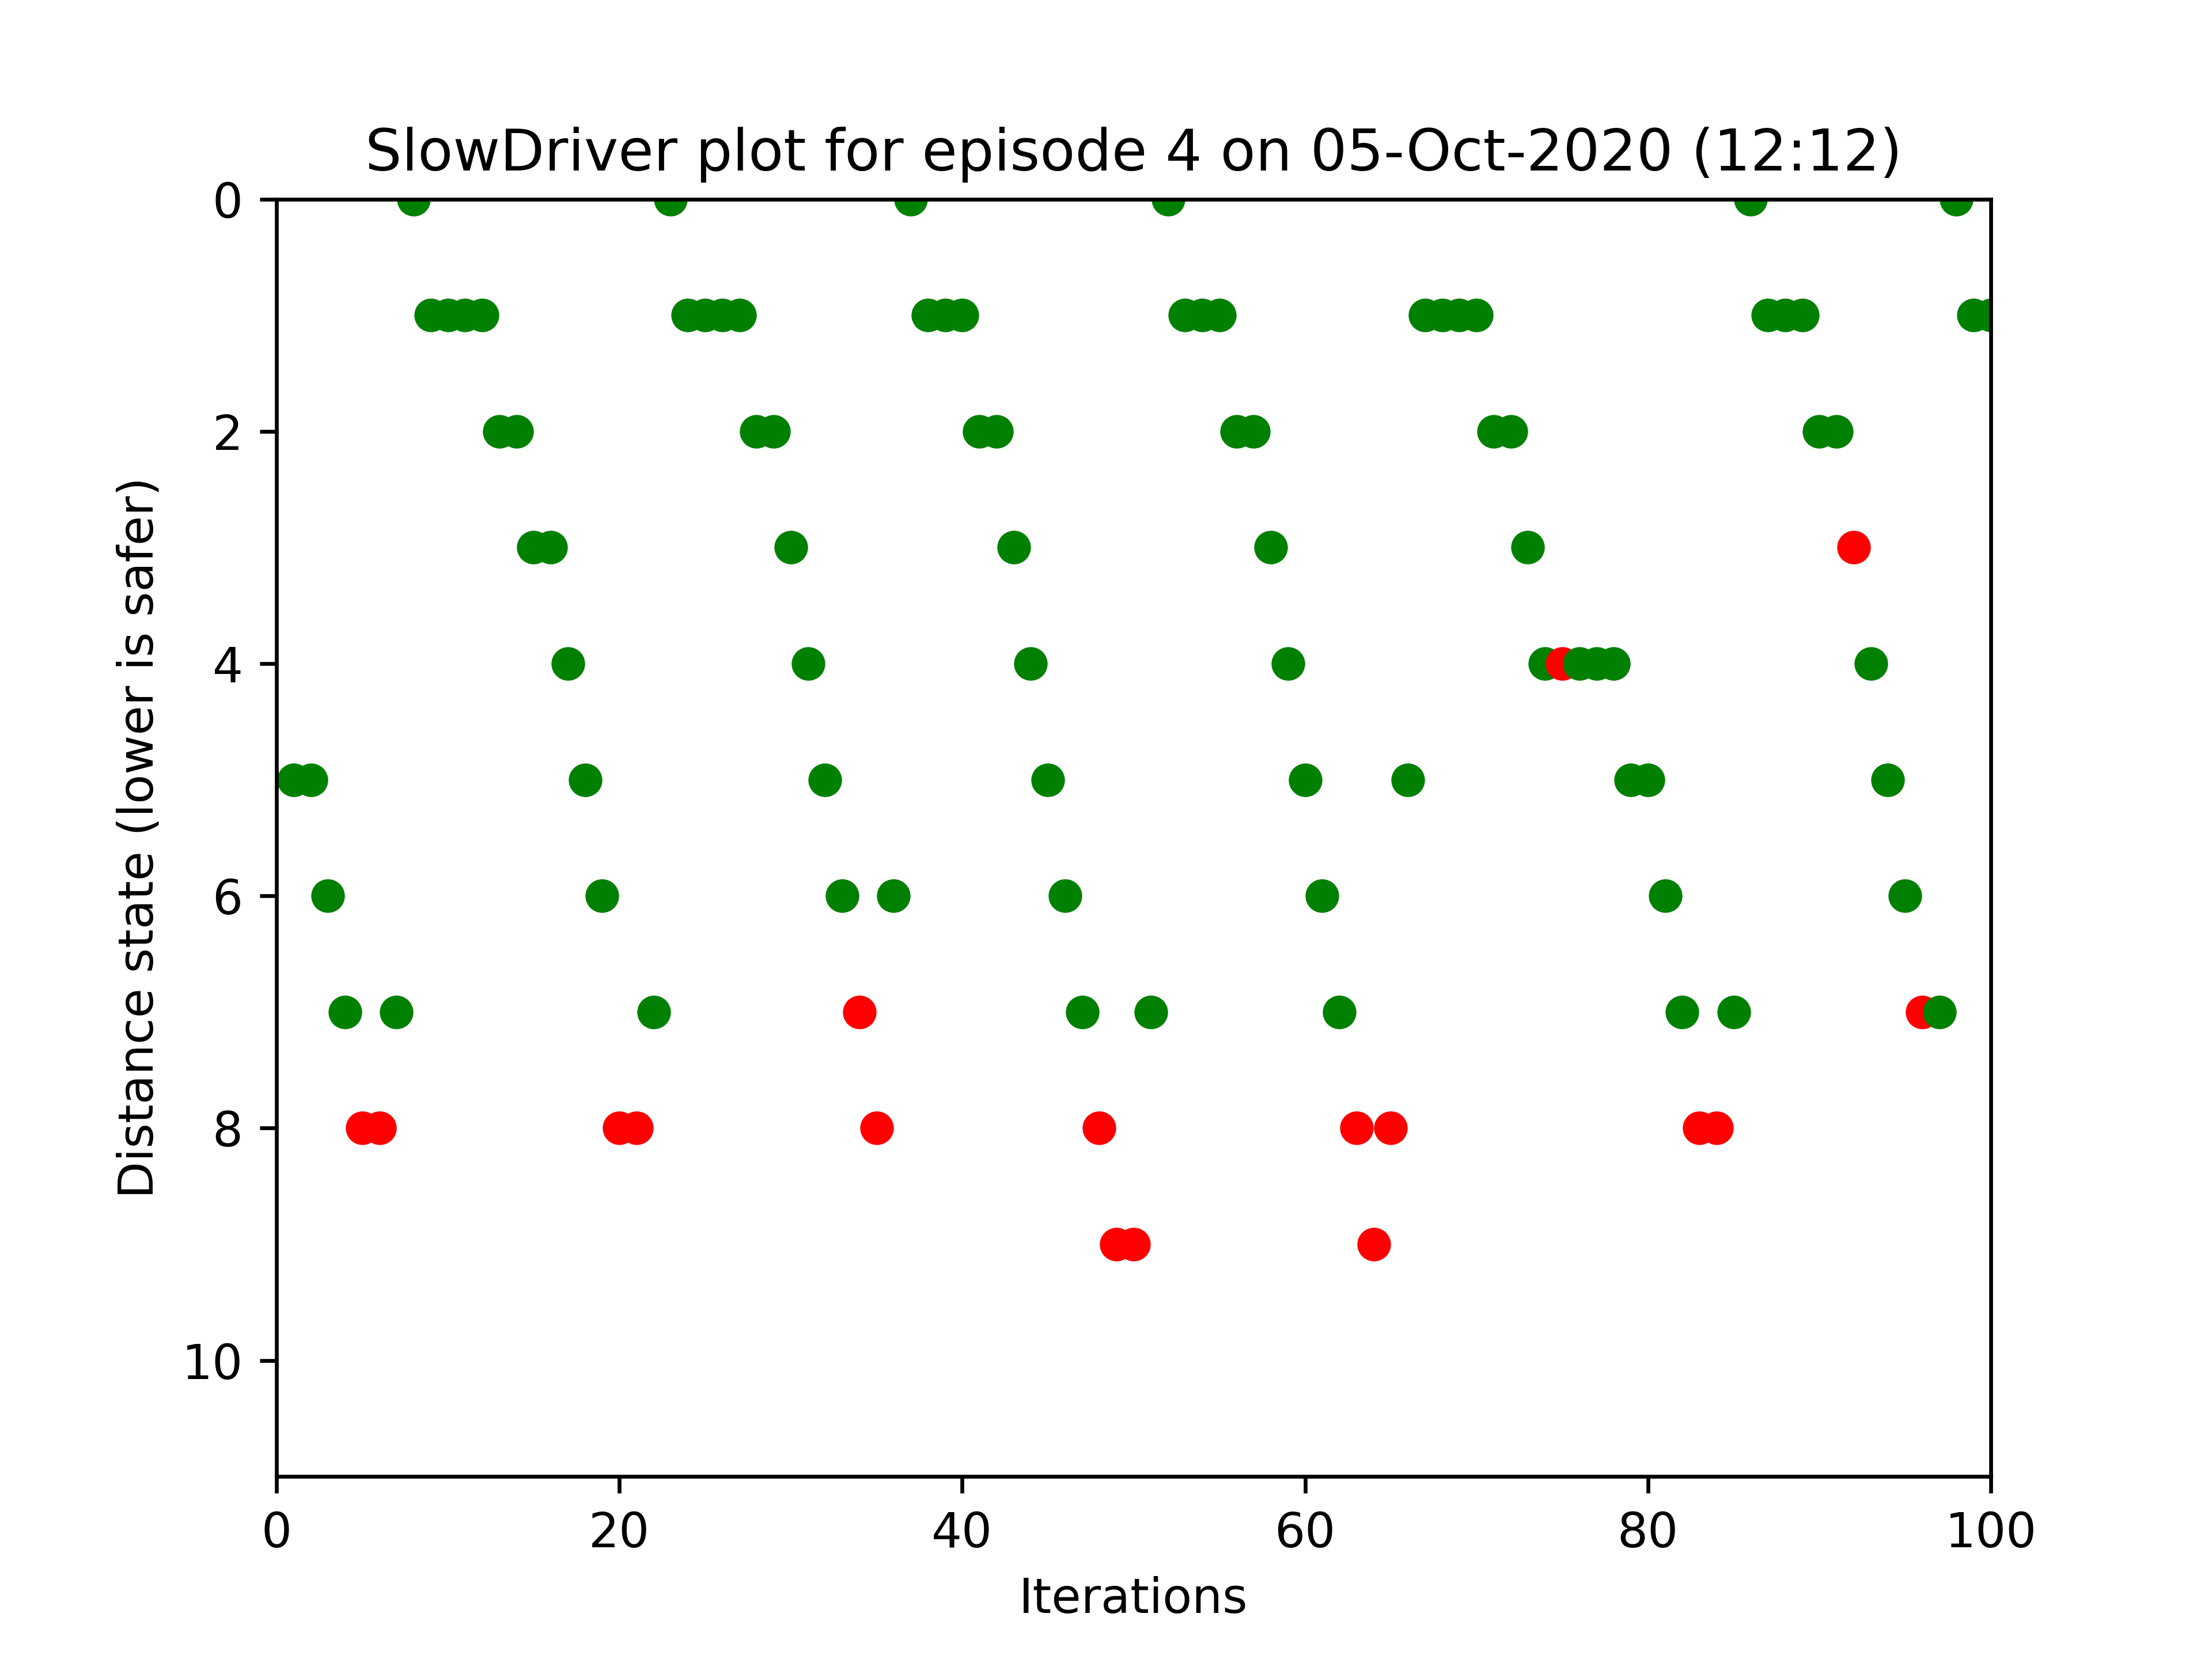 SlowDriver plot for episode 4 on 05-Oct-2020 (12:12)
Distance state (lower is safer)
0
2
4
6
8
10
0 20 40 60 80 100
Iterations